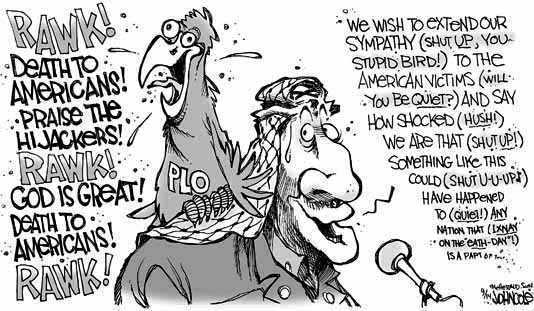 RAWK!
DEATH TO
AMERICANS!
PRAISE THE
HIJACKERS!
RAWK!
GOD IS GREAT!
DEATH TO
AMERICANS!
RAWK!
PLO
WE WISH TO EXTEND OUR
SYMPATHY (SHUT UP, YOU
STUPID BIRD!) TO THE
AMERICAN VICTIMS (WILL
YOU BE QUIET?) AND SAY
HOW SHOCKED (HUSH!)
WE ARE THAT (SHUT UP!)
SOMETHING LIKE THIS
COULD (SHUT U-U-UP!)
HAVE HAPPENED
TO (QUIET!) ANY
NATION THAT (IXNAY
ON THE "EATH-DAY"!)
IS A PART OF
JOHN COLE